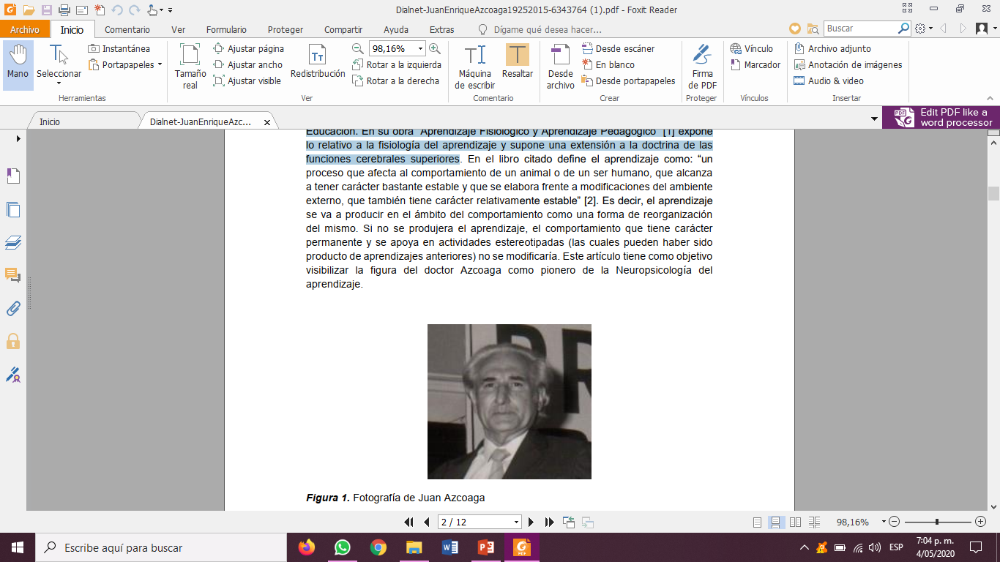 Dialnet-JuanEnriqueAzcoaga19252015-6343764 (1).pdf - Foxit Reader
Archivo Inicio Comentario Ver Formulario Proteger Compartir Ayuda Extras Dígame qué desea hacer... Buscar
Mano
Seleccionar
Instantánea
Portapapeles
Herramientas
Tamaño real
Ajustar página
Ajustar ancho
Ajustar visible
Redistribución
98,16%
Rotar a la izquierda
Rotar a la derecha
Ver
Máquina de escribir
Resaltar
Comentario
Desde archivo
Desde escáner
En blanco
Desde portapapeles
Crear
Firma de PDF
Proteger
Vínculo
Marcador
Vínculos
Archivo adjunto
Anotación de imágenes
Audio & video
Insertar
Inicio
Dialnet-JuanEnriqueAzc...
Edit PDF like a
word processor
Educación. En su obra "Aprendizaje Fisiológico y Aprendizaje Pedagógico" [1] expone
lo relativo a la fisiología del aprendizaje y supone una extensión a la doctrina de las
funciones cerebrales superiores. En el libro citado define el aprendizaje como: “un
proceso que afecta al comportamiento de un animal o de un ser humano, que alcanza
a tener carácter bastante estable y que se elabora frente a modificaciones del ambiente
externo, que también tiene carácter relativamente estable” [2]. Es decir, el aprendizaje
se va a producir en el ámbito del comportamiento como una forma de reorganización
del mismo. Si no se produjera el aprendizaje, el comportamiento que tiene carácter
permanente y se apoya en actividades estereotipadas (las cuales pueden haber sido
producto de aprendizajes anteriores) no se modificaría. Este artículo tiene como objetivo
visibilizar la figura del doctor Azcoaga como pionero de la Neuropsicología del
aprendizaje.
Figura 1. Fotografía de Juan Azcoaga
2 / 12
98,16%
Escribe aquí para buscar
ESP
7:04 p. m.
4/05/2020